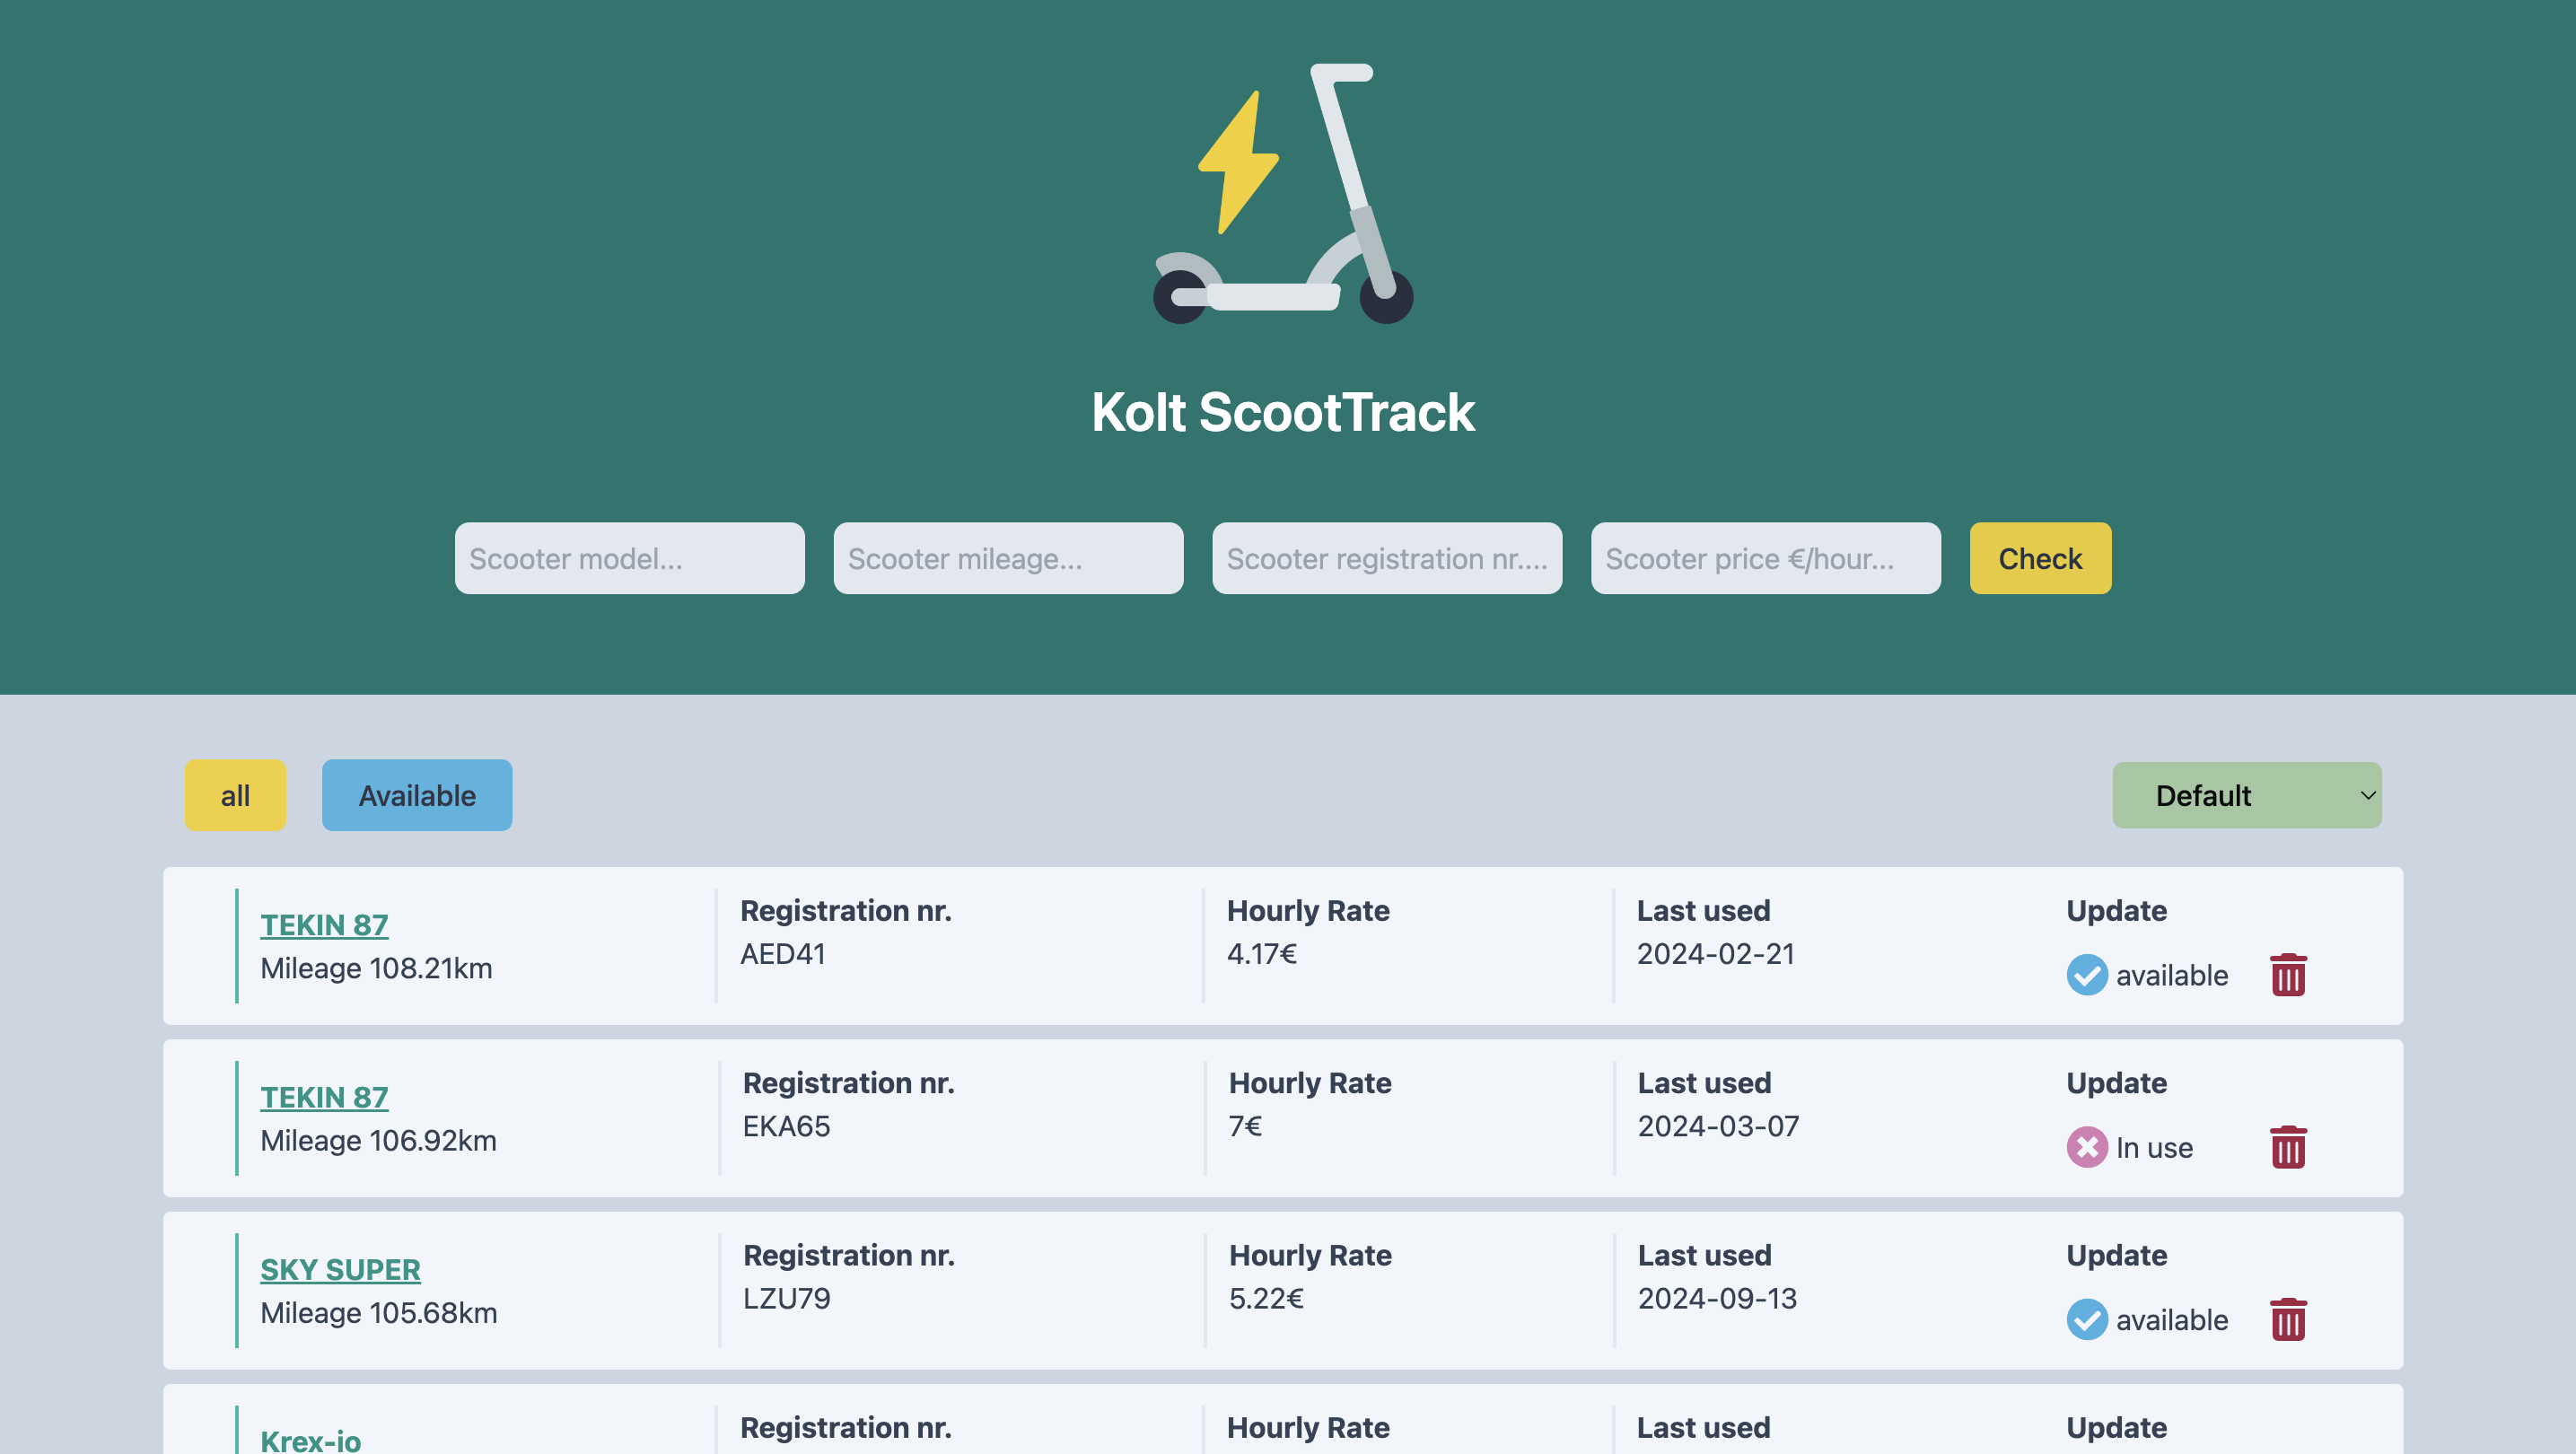 Kolt ScootTrack
Scooter model...
Scooter mileage...
Scooter registration nr....
Scooter price €/hour...
Check
all
Available
Default
TEKIN 87
Mileage 108.21km
Registration nr.
AED41
Hourly Rate
4.17€
Last used
2024-02-21
Update
available
TEKIN 87
Mileage 106.92km
Registration nr.
EKA65
Hourly Rate
7€
Last used
2024-03-07
Update
In use
SKY SUPER
Mileage 105.68km
Registration nr.
LZU79
Hourly Rate
5.22€
Last used
2024-09-13
Update
available
Krex-io
Registration nr.
Hourly Rate
Last used
Update